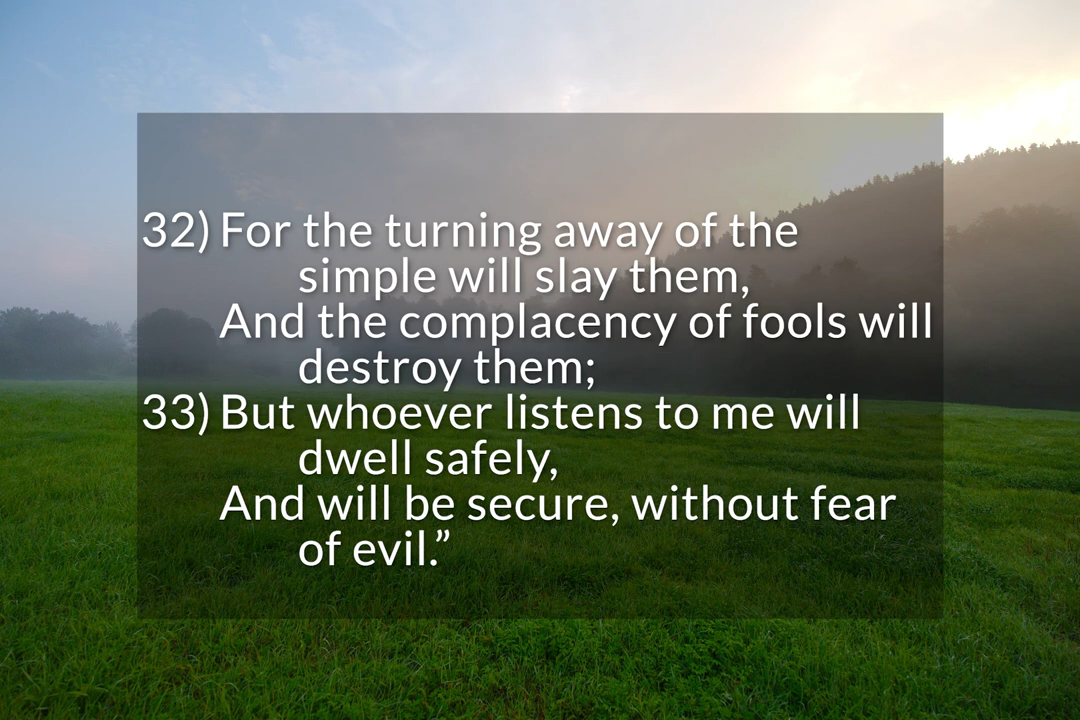 32) For the turning away of the
simple will slay them,
And the complacency of fools will
destroy them;
33) But whoever listens to me will
dwell safely,
And will be secure, without fear
of evil.”